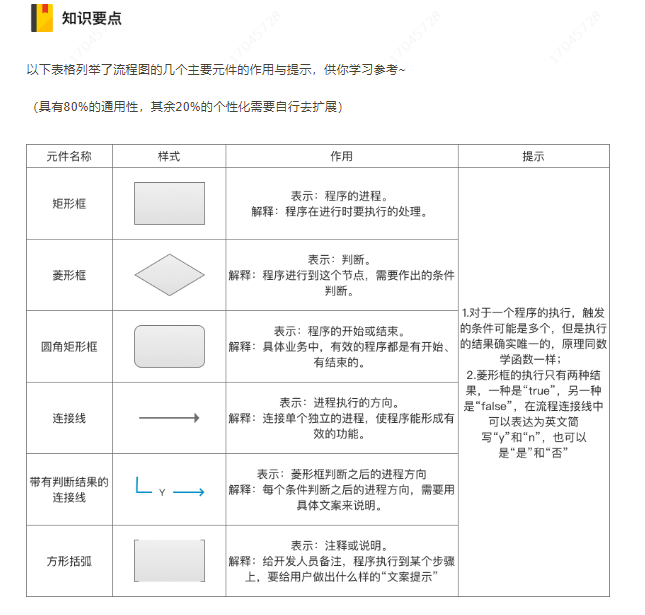 知识要点
以下表格列举了流程图的几个主要元件的作用与提示，供你学习参考~
（具有80%的通用性，其余20%的个性化需要自行去扩展）
元件名称 样式 作用 提示
矩形框
表示：程序的进程。
解释：程序在进行时要执行的处理。
菱形框
表示：判断。
解释：程序进行到这个节点，需要作出的条件
判断。
圆角矩形框
表示：程序的开始或结束。
解释：具体业务中，有效的程序都是有开始、
有结束的。
连接线
表示：进程执行的方向。
解释：连接单个独立的进程，使程序能形成有
效的功能。
带有判断结果的
连接线
Y
表示：菱形框判断之后的进程方向
解释：每个条件判断之后的进程方向，需要用
具体文案来说明。
方形括弧
表示：注释或说明。
解释：给开发人员备注，程序执行到某个步骤
上，要给用户做出什么样的“文案提示”
1.对于一个程序的执行，触发
的条件可能是多个，但是执行
的结果确实唯一的，原理同数
学函数一样；
2.菱形框的执行只有两种结
果，一种是“true”，另一种
是“false”，在流程连接线中
可以表达为英文简
写“y”和“n”，也可以
是“是”和“否”
17045728
17045728
17045728